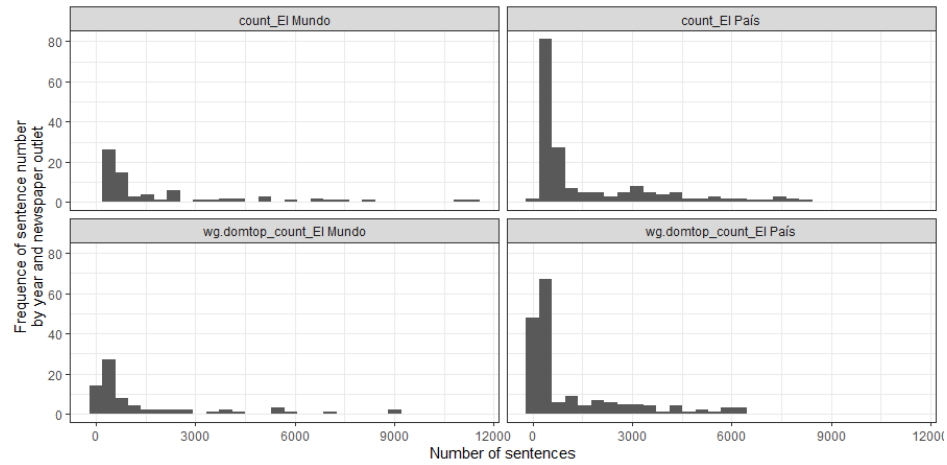 count_El Mundo
count_El País
80
60
40
20
0
wg.domtop_count_El Mundo
wg.domtop_count_El País
80
60
40
20
0
0
3000
6000
9000
12000
0
3000
6000
9000
12000
Number of sentences
Frequence of sentence number
by year and newspaper outlet